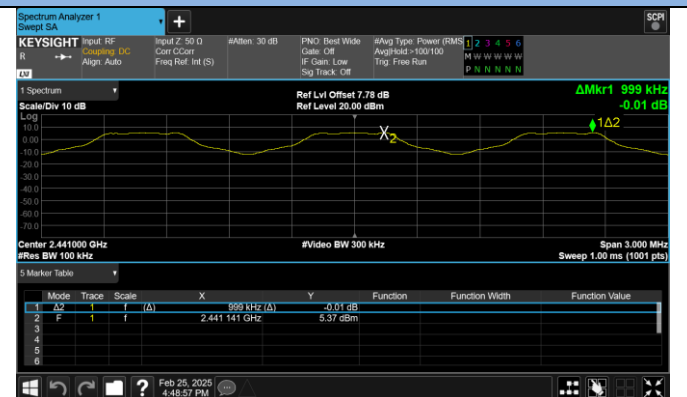 Spectrum Analyzer 1
Swept SA
+
SCPI
KEYSIGHT Input: RF Input Z: 50 Ω #Atten: 30 dB PNO: Best Wide #Avg Type: Power (RMS 1 2 3 4 5 6
R Coupling: DC Corr CCorr Gate: Off Avg|Hold:>100/100 M W W W W W
Align: Auto Freq Ref: Int (S) IF Gain: Low Trig: Free Run
Sig Track: Off P N N N N N
LXI
1 Spectrum Ref Lvl Offset 7.78 dB ΔMkr1 999 kHz
Scale/Div 10 dB Ref Level 20.00 dBm -0.01 dB
Log
10.0
0.00
-10.0
-20.0
-30.0
-40.0
-50.0
-60.0
-70.0
X2
1Δ2
Center 2.441000 GHz #Video BW 300 kHz Span 3.000 MHz
#Res BW 100 kHz Sweep 1.00 ms (1001 pts)
5 Marker Table
Mode Trace Scale X Y Function Function Width Function Value
1 Δ2 1 f (Δ) 999 kHz (Δ) -0.01 dB
2 F 1 f 2.441 141 GHz 5.37 dBm
3
4
5
6
? Feb 25, 2025
4:48:57 PM